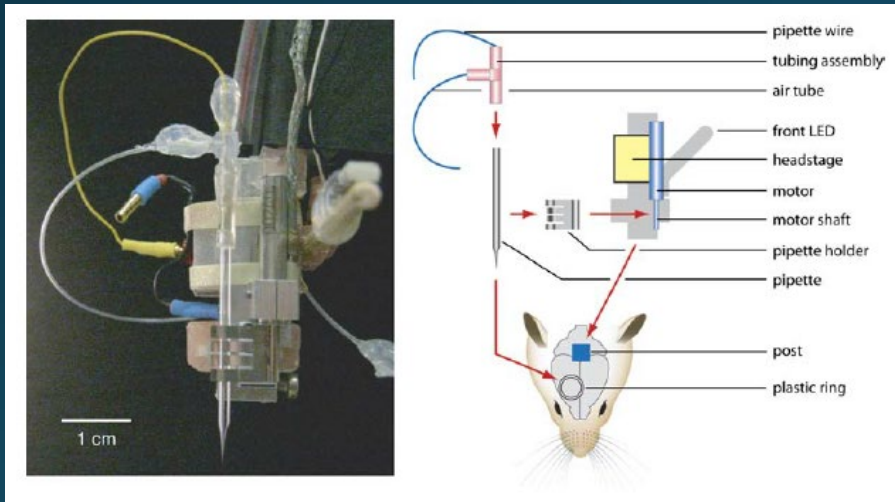 pipette wire
tubing assembly
air tube
front LED
headstage
motor
motor shaft
pipette holder
pipette
post
plastic ring
1 cm